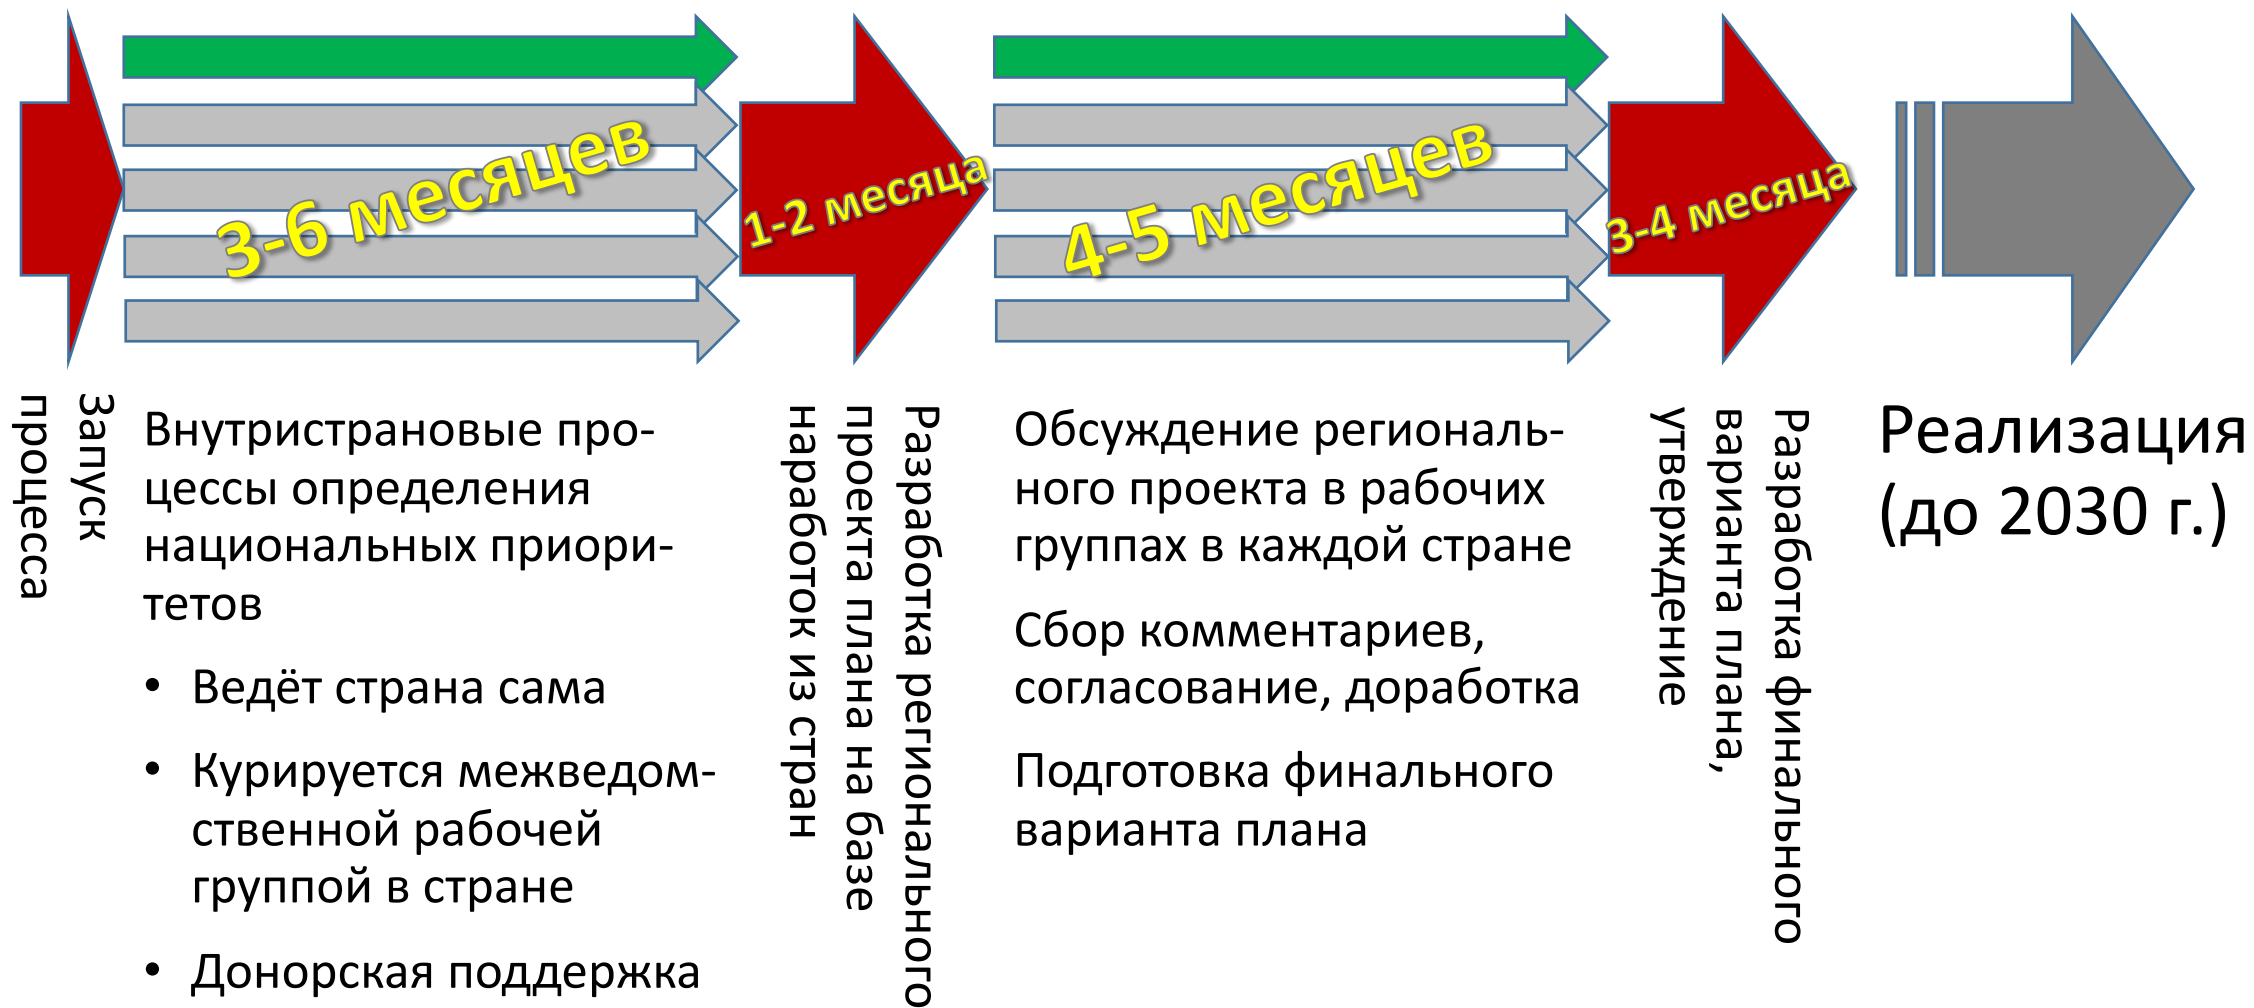 3-6 месяцев
1-2 месяца
4-5 месяцев
3-4 месяца
Запуск
процесса
Внутристрановые про-
цессы определения
национальных приори-
тетов
• Ведёт страна сама
• Курируется межведом-
ственной рабочей
группой в стране
• Донорская поддержка
Разработка регионального
проекта плана на базе
наработок из стран
Обсуждение региональ-
ного проекта в рабочих
группах в каждой стране
Сбор комментариев,
согласование, доработка
Подготовка финального
варианта плана
Разработка финального
варианта плана,
утверждение
Реализация
(до 2030 г.)